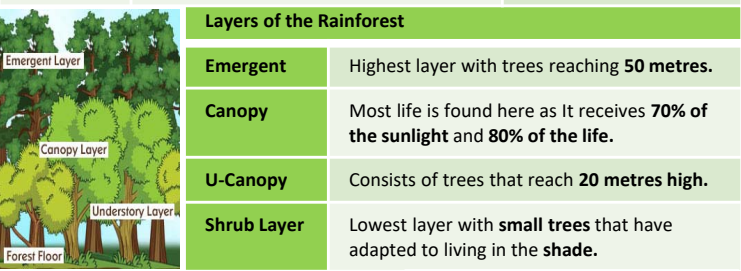 Emergent Layer
Canopy Layer
Understory Layer
Forest Floor
Layers of the Rainforest
Emergent
Highest layer with trees reaching 50 metres.
Canopy
Most life is found here as It receives 70% of
the sunlight and 80% of the life.
U-Canopy
Consists of trees that reach 20 metres high.
Shrub Layer
Lowest layer with small trees that have
adapted to living in the shade.